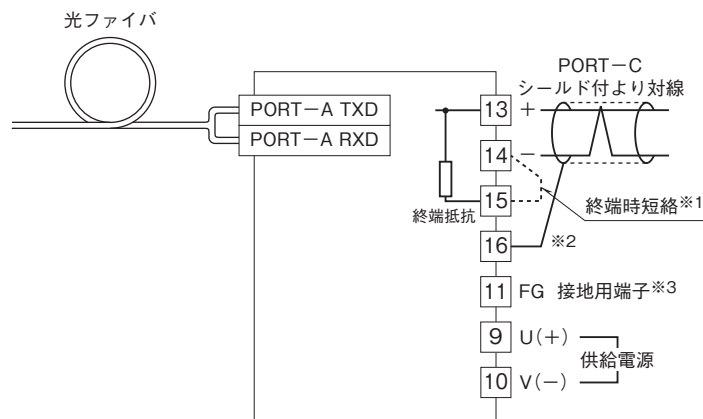 光ファイバ
PORT−C
シールド付より対線
PORT−A TXD
PORT−A RXD
13 +
14 −
15
終端抵抗
終端時短絡※1
16
※2
11 FG 接地用端子※3
9 U(+)
供給電源
10 V(−)